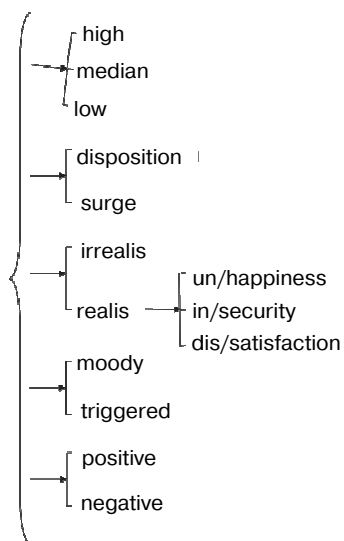 high
median
low
disposition
surge
irrealis
realis
un/happiness
in/security
dis/satisfaction
moody
triggered
positive
negative